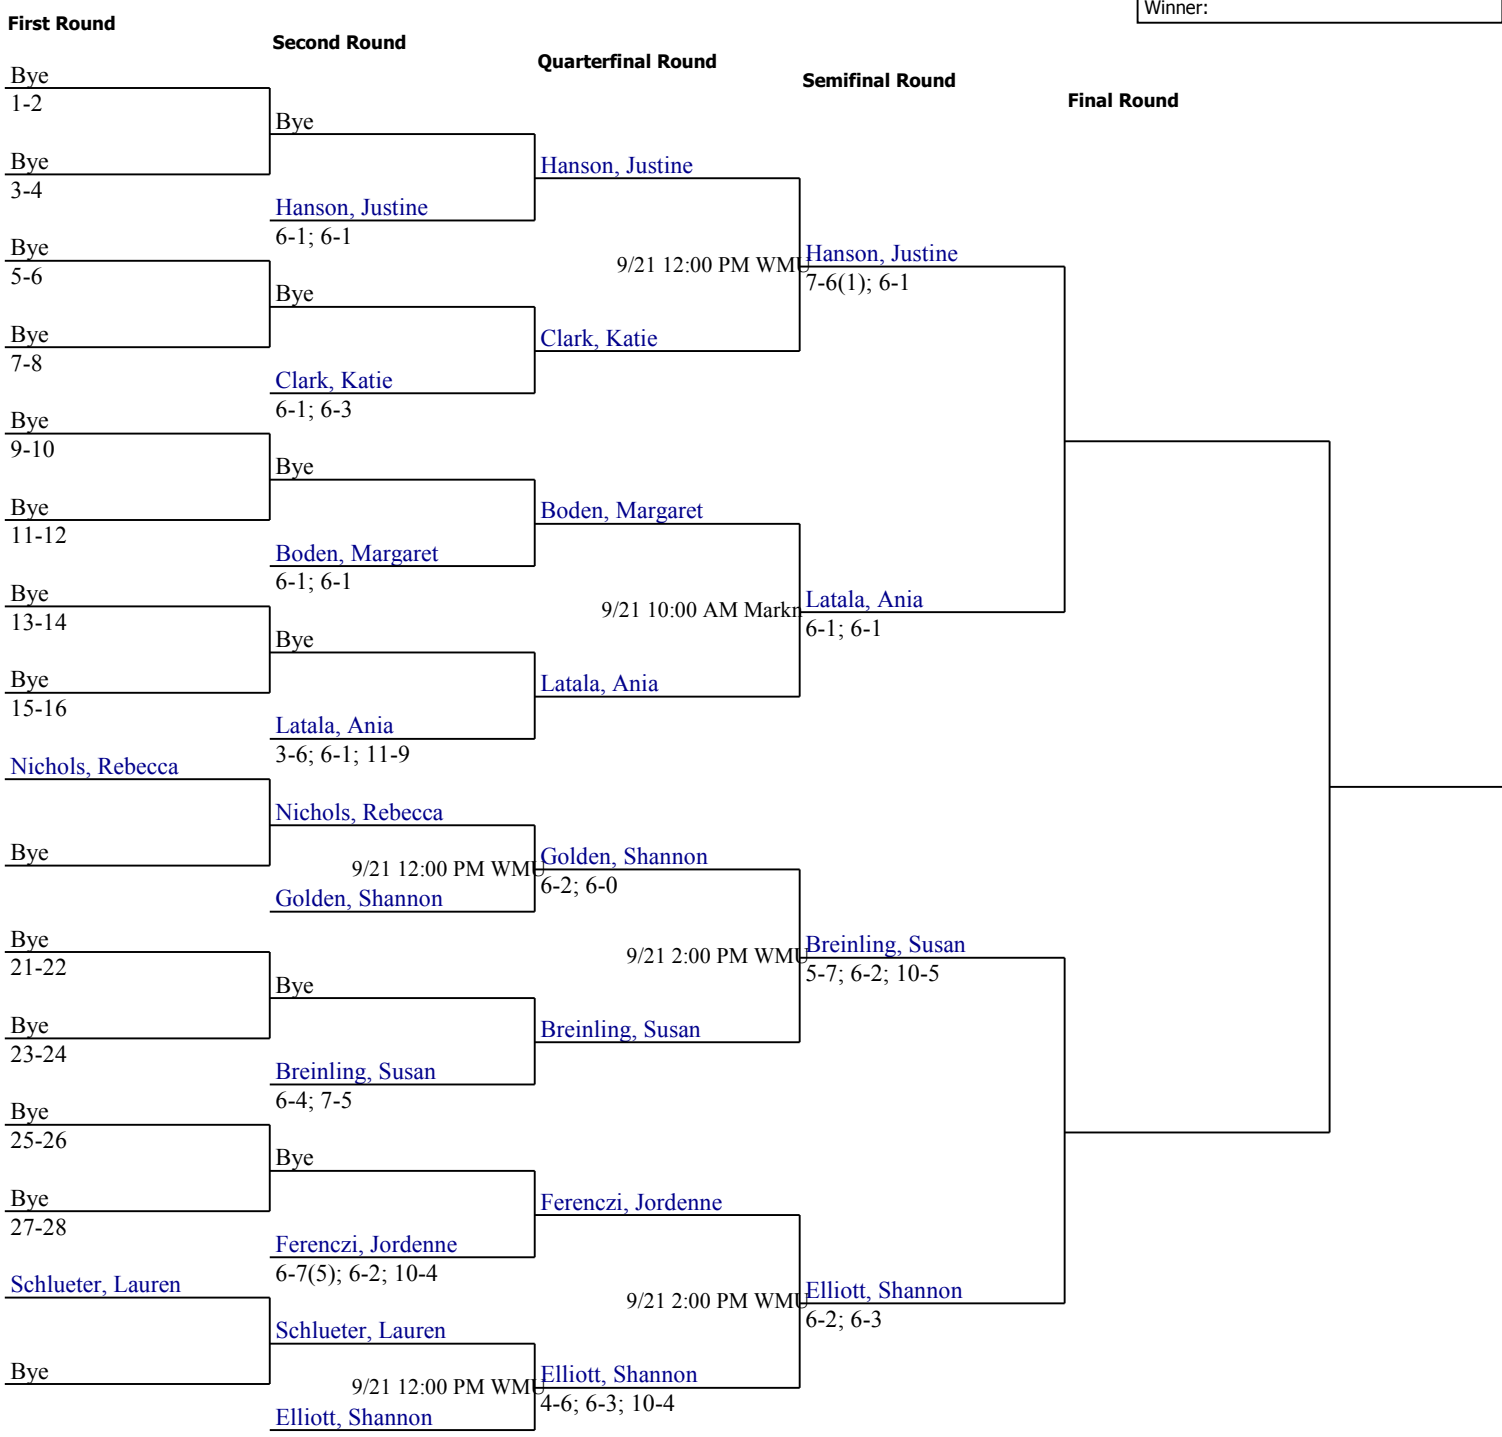 Winner:
First Round
Second Round
Quarterfinal Round
Semifinal Round
Final Round
Bye
1-2
Bye
Bye
3-4
Hanson, Justine
Hanson, Justine
6-1; 6-1
Bye
5-6
9/21 12:00 PM WMU
Hanson, Justine
7-6(1); 6-1
Bye
Bye
7-8
Clark, Katie
Clark, Katie
6-1; 6-3
Bye
9-10
Bye
Bye
11-12
Boden, Margaret
Boden, Margaret
6-1; 6-1
Bye
13-14
9/21 10:00 AM Markn
Latala, Ania
6-1; 6-1
Bye
Bye
15-16
Latala, Ania
Latala, Ania
3-6; 6-1; 11-9
Nichols, Rebecca
Nichols, Rebecca
Bye
9/21 12:00 PM WMU
Golden, Shannon
6-2; 6-0
Golden, Shannon
Bye
21-22
9/21 2:00 PM WMU
Breinling, Susan
5-7; 6-2; 10-5
Bye
Bye
23-24
Breinling, Susan
Breinling, Susan
6-4; 7-5
Bye
25-26
Bye
Bye
27-28
Ferenczi, Jordenne
Ferenczi, Jordenne
6-7(5); 6-2; 10-4
Schlueter, Lauren
9/21 2:00 PM WMU
Elliott, Shannon
6-2; 6-3
Schlueter, Lauren
Bye
9/21 12:00 PM WMU
Elliott, Shannon
4-6; 6-3; 10-4
Elliott, Shannon